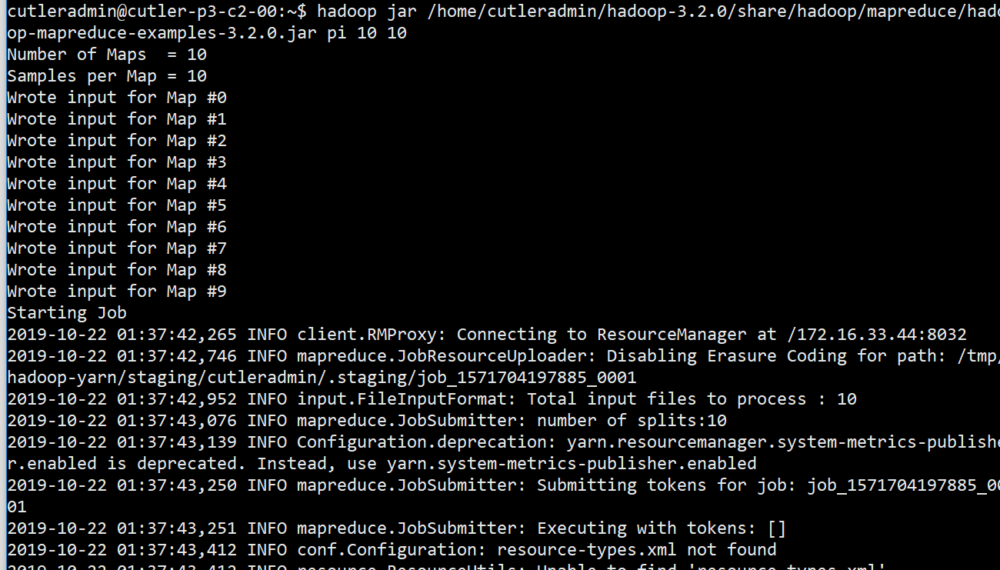 cutleradmin@cutler-p3-c2-00:~$ hadoop jar /home/cutleradmin/hadoop-3.2.0/share/hadoop/mapreduce/hado
op-mapreduce-examples-3.2.0.jar pi 10 10
Number of Maps  = 10
Samples per Map = 10
Wrote input for Map #0
Wrote input for Map #1
Wrote input for Map #2
Wrote input for Map #3
Wrote input for Map #4
Wrote input for Map #5
Wrote input for Map #6
Wrote input for Map #7
Wrote input for Map #8
Wrote input for Map #9
Starting Job
2019-10-22 01:37:42,265 INFO client.RMProxy: Connecting to ResourceManager at /172.16.33.44:8032
2019-10-22 01:37:42,746 INFO mapreduce.JobResourceUploader: Disabling Erasure Coding for path: /tmp/
hadoop-yarn/staging/cutleradmin/.staging/job_1571704197885_0001
2019-10-22 01:37:42,952 INFO input.FileInputFormat: Total input files to process : 10
2019-10-22 01:37:43,076 INFO mapreduce.JobSubmitter: number of splits:10
2019-10-22 01:37:43,139 INFO Configuration.deprecation: yarn.resourcemanager.system-metrics-publishe
r.enabled is deprecated. Instead, use yarn.system-metrics-publisher.enabled
2019-10-22 01:37:43,250 INFO mapreduce.JobSubmitter: Submitting tokens for job: job_1571704197885_00
01
2019-10-22 01:37:43,251 INFO mapreduce.JobSubmitter: Executing with tokens: []
2019-10-22 01:37:43,412 INFO conf.Configuration: resource-types.xml not found
2019-10-22 01:37:43,412 INFO resource.ResourceUtils: Unable to find 'resource-types.xml'.